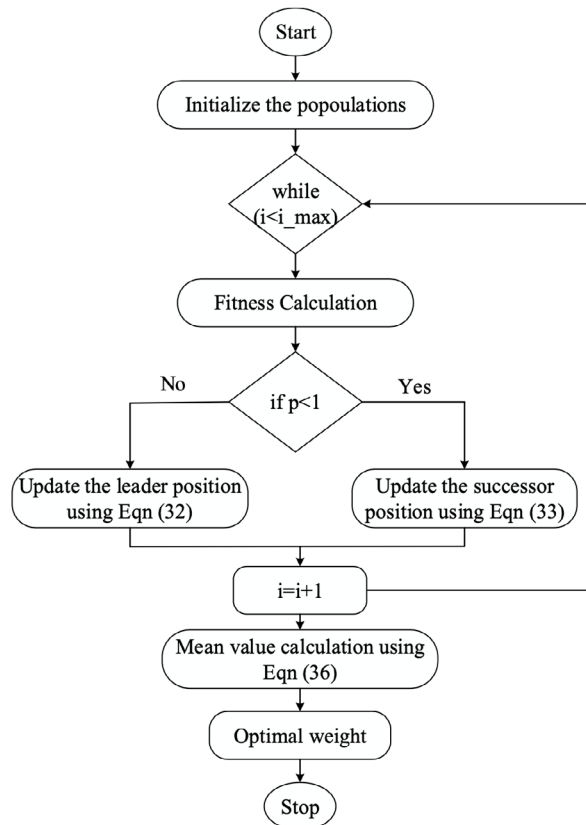 Start
Initialize the popoulations
while
(i<i_max)
Fitness Calculation
No
if p<1
Yes
Update the leader position
using Eqn (32)
Update the successor
position using Eqn (33)
i=i+1
Mean value calculation using
Eqn (36)
Optimal weight
Stop